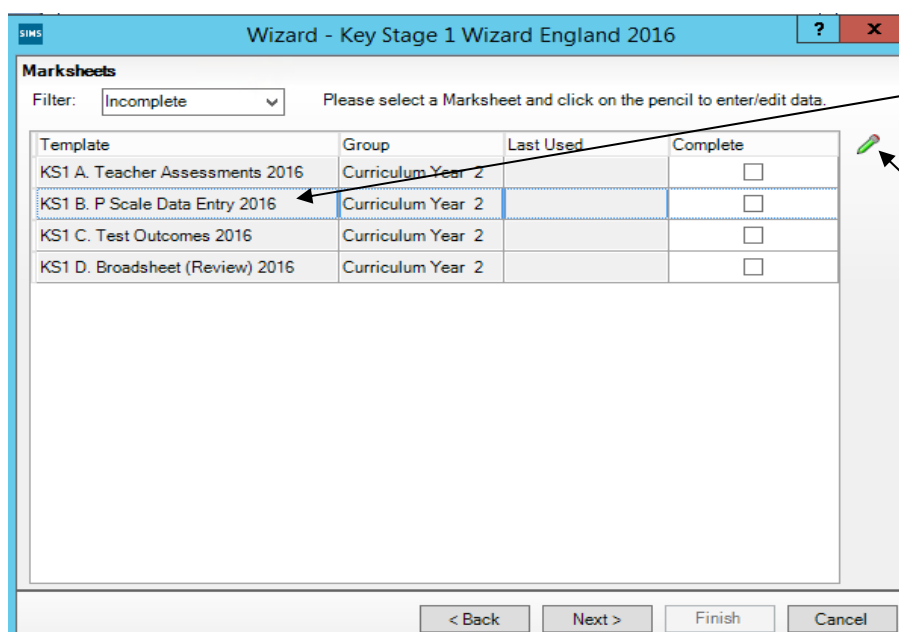 SIMS
Wizard - Key Stage 1 Wizard England 2016
? x
Marksheets
Filter: Incomplete Please select a Marksheet and click on the pencil to enter/edit data.
Template Group Last Used Complete
KS1 A. Teacher Assessments 2016 Curriculum Year 2
KS1 B. P Scale Data Entry 2016 Curriculum Year 2
KS1 C. Test Outcomes 2016 Curriculum Year 2
KS1 D. Broadsheet (Review) 2016 Curriculum Year 2
< Back Next > Finish Cancel